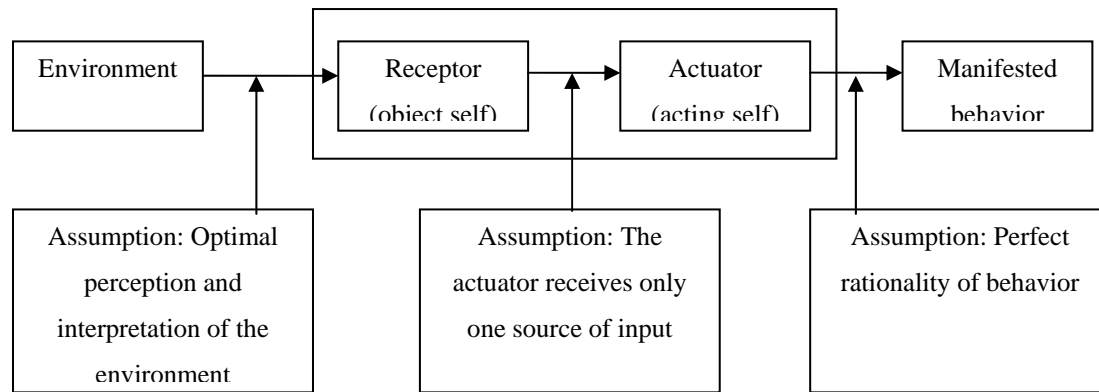 Environment
Receptor
(object self)
Actuator
(acting self)
Manifested
behavior
Assumption: Optimal
perception and
interpretation of the
environment
Assumption: The
actuator receives only
one source of input
Assumption: Perfect
rationality of behavior